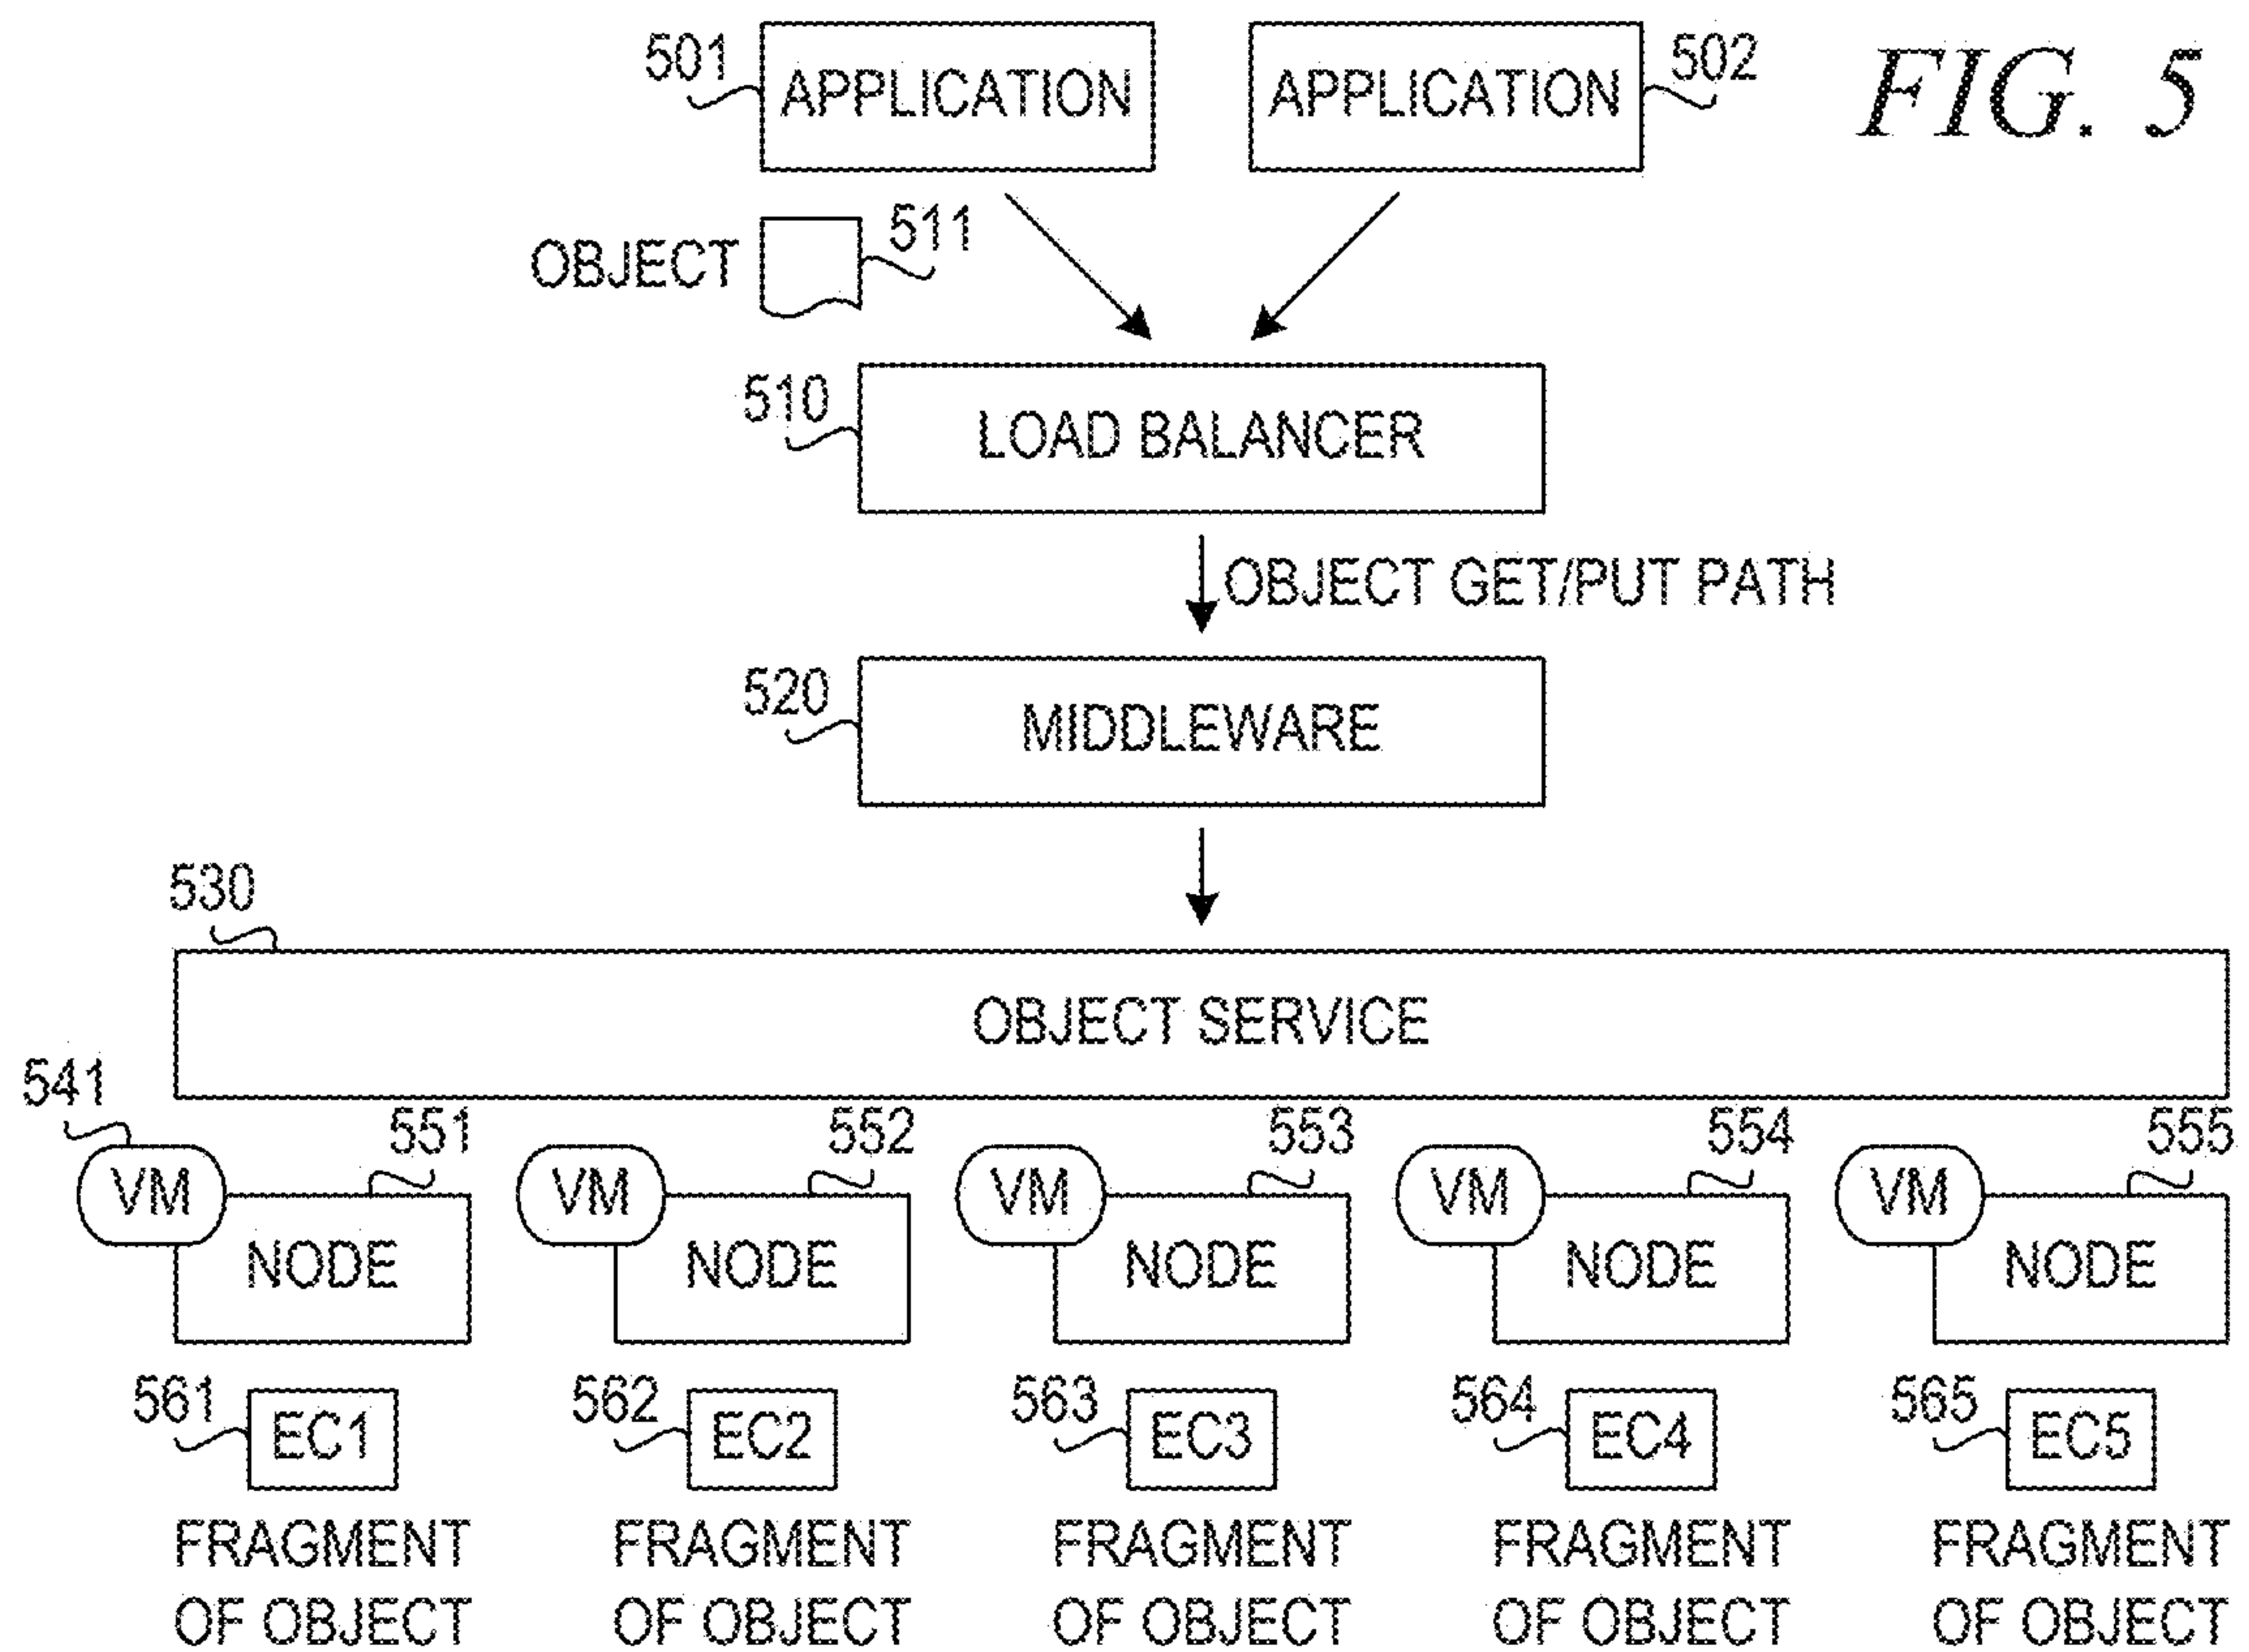 501 APPLICATION APPLICATION 502 FIG. 5
OBJECT 511
510 LOAD BALANCER
OBJECT GET/PUT PATH
520 MIDDLEWARE
530
OBJECT SERVICE
541 551 552 553 554 555
VM VM VM VM VM
NODE NODE NODE NODE NODE
561 EC1 562 EC2 563 EC3 564 EC4 565 EC5
FRAGMENT FRAGMENT FRAGMENT FRAGMENT FRAGMENT
OF OBJECT OF OBJECT OF OBJECT OF OBJECT OF OBJECT